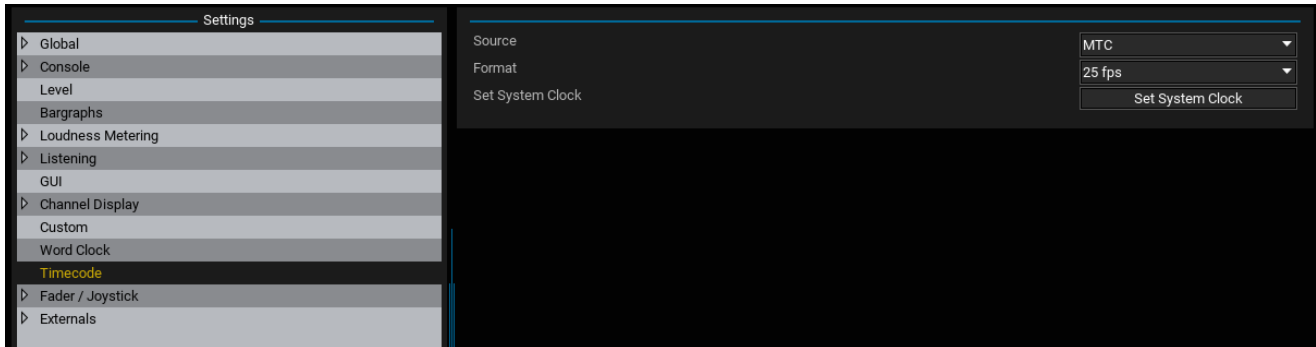 Settings
Global
Console
Level
Bargraphs
Loudness Metering
Listening
GUI
Channel Display
Custom
Word Clock
Timecode
Fader / Joystick
Externals
Source MTC
Format 25 fps
Set System Clock Set System Clock